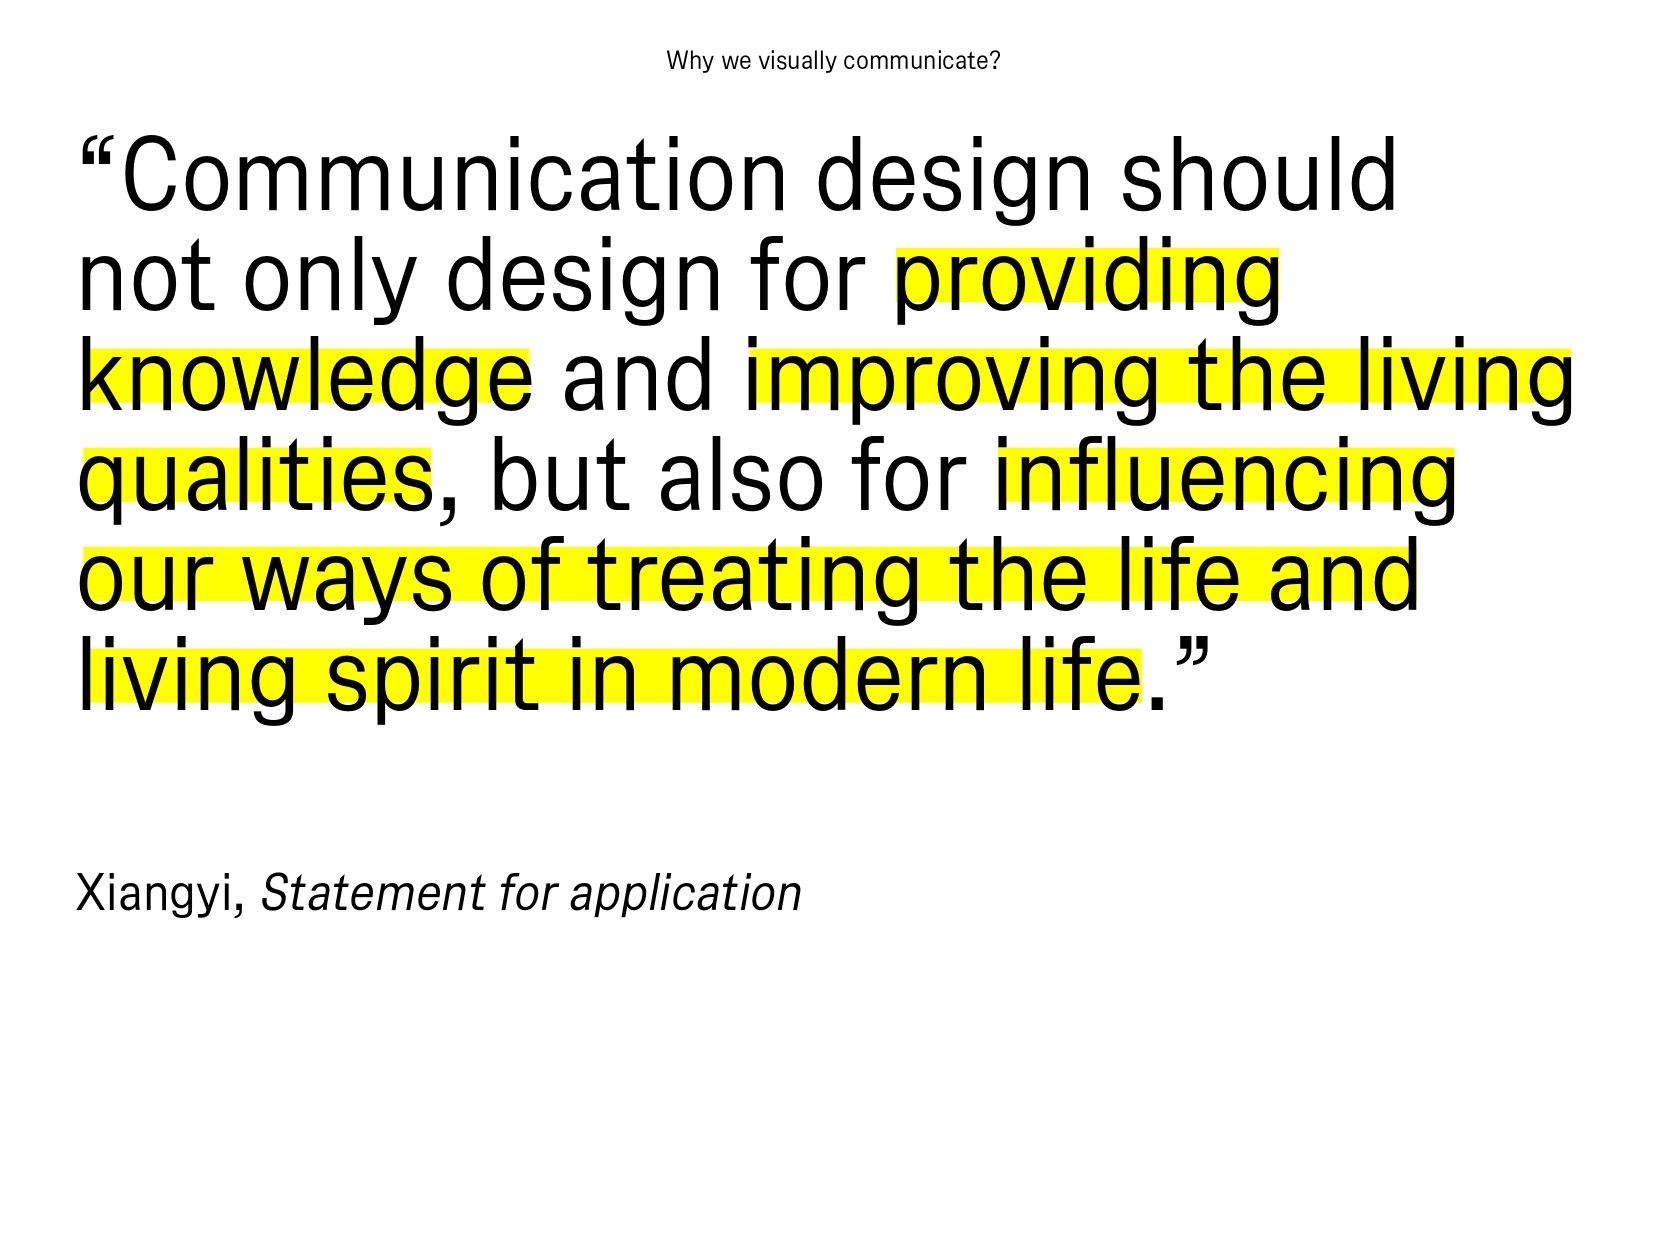 Why we visually communicate?
“Communication design should
not only design for providing
knowledge and improving the living
qualities, but also for influencing
our ways of treating the life and
living spirit in modern life.”
Xiangyi, Statement for application